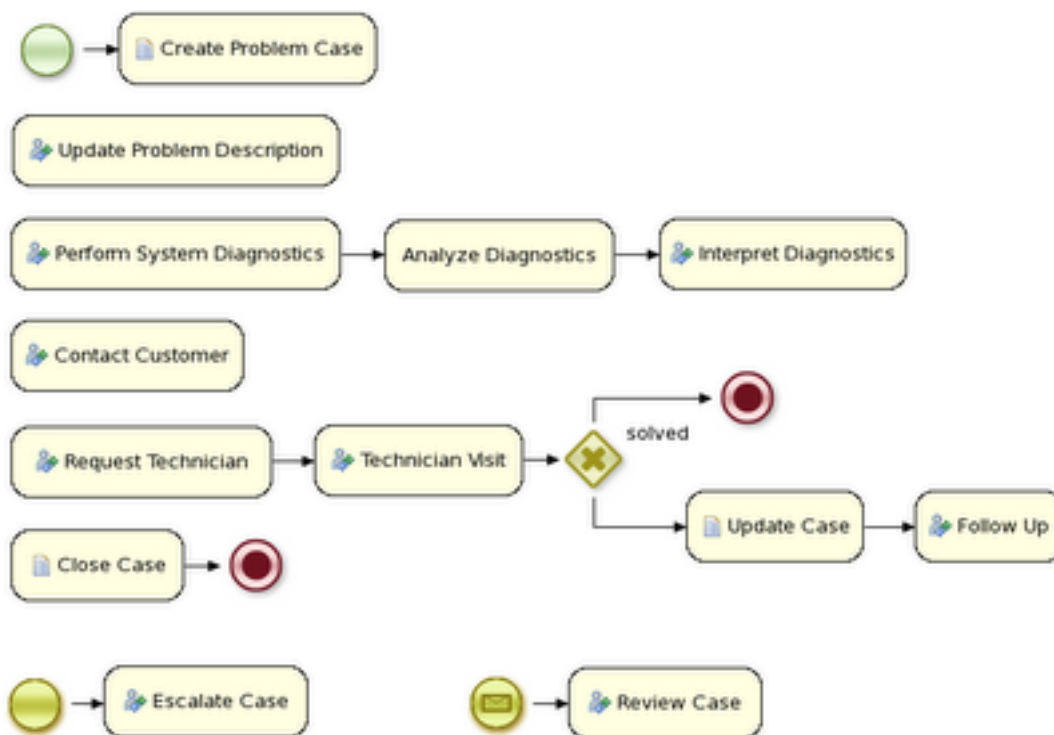 Create Problem Case
Update Problem Description
Perform System Diagnostics
Analyze Diagnostics
Interpret Diagnostics
Contact Customer
solved
Request Technician
Technician Visit
Update Case
Follow Up
Close Case
Escalate Case
Review Case